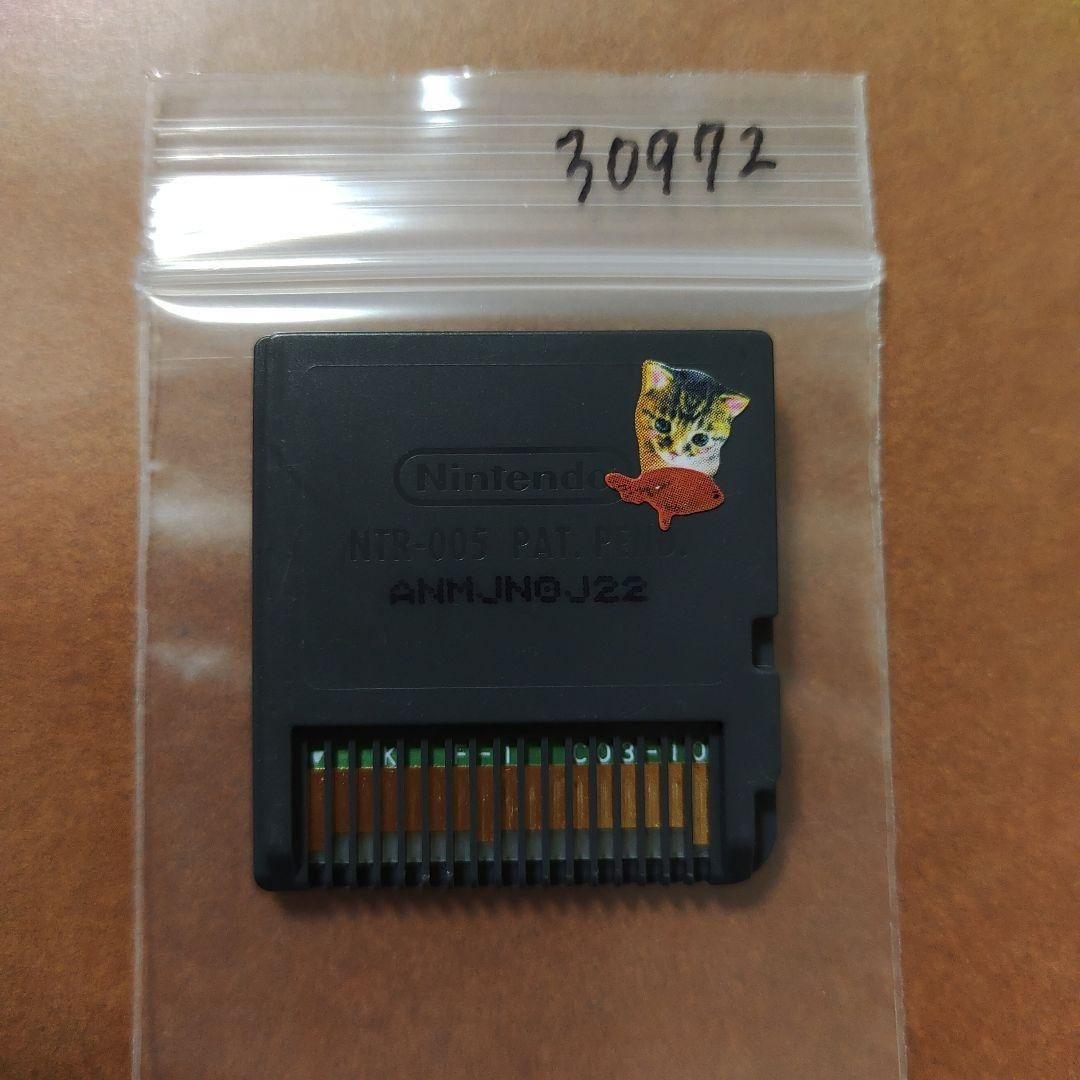 30972
Nintendo
NTR-005 PAT. PEND.
ANMJN0J22